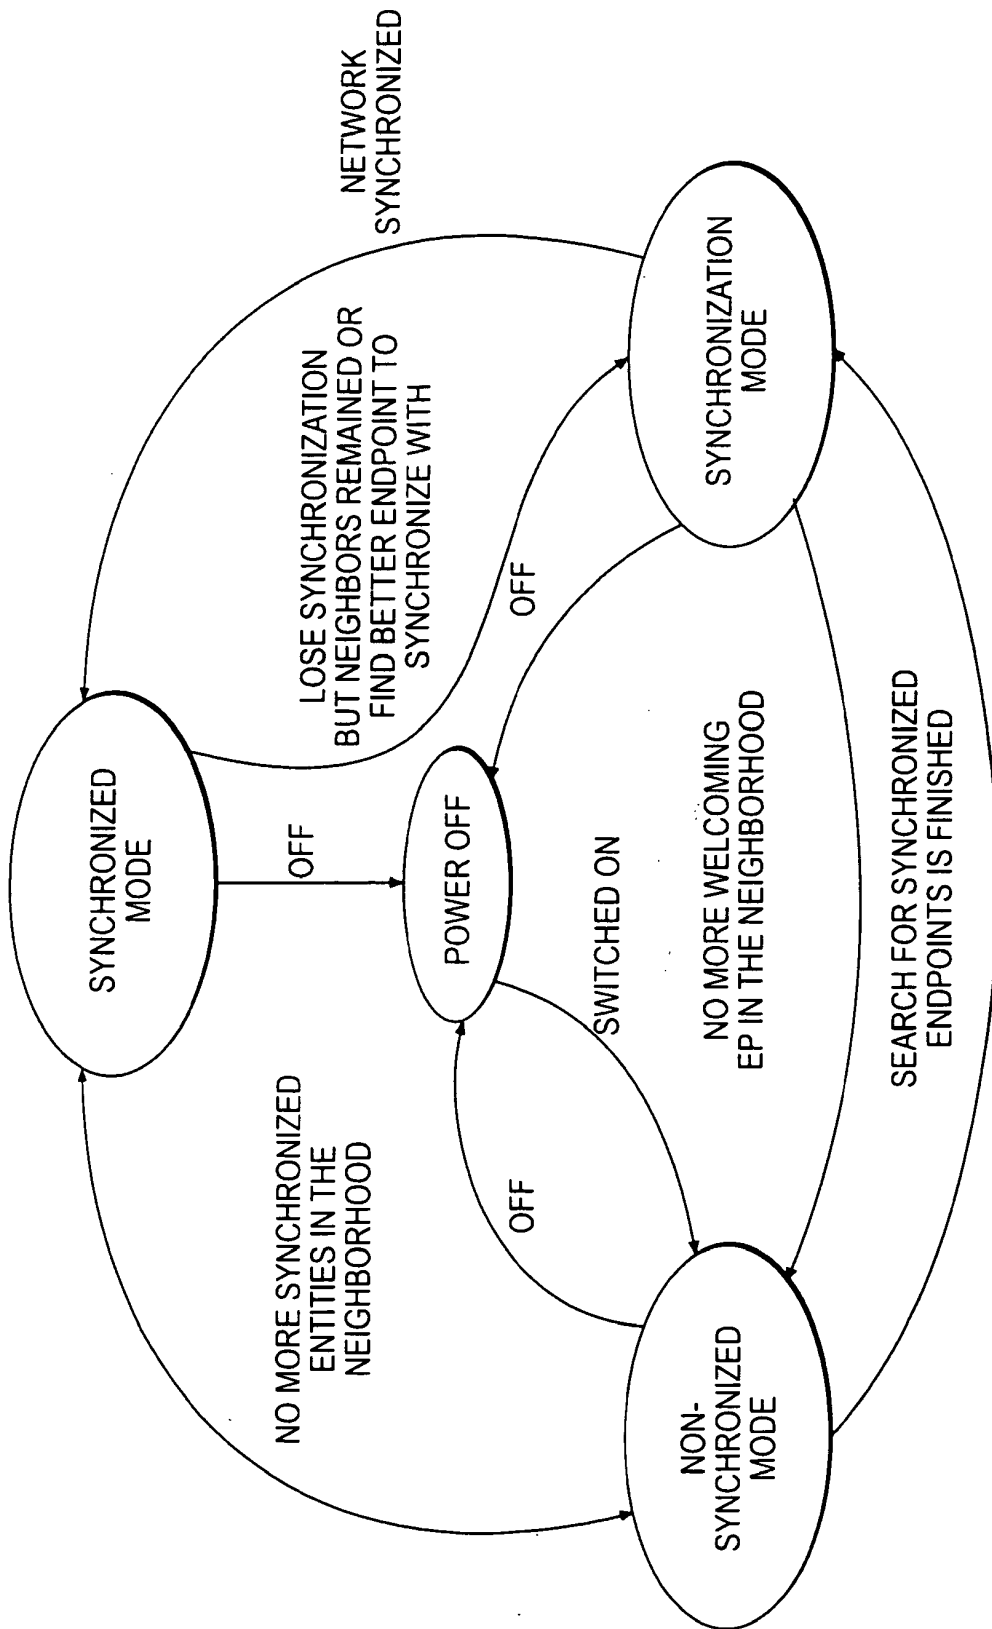 SYNCHRONIZED
MODE
NETWORK
SYNCHRONIZED
NO MORE SYNCHRONIZED
ENTITIES IN THE
NEIGHBORHOOD
OFF
LOSE SYNCHRONIZATION
BUT NEIGHBORS REMAINED OR
FIND BETTER ENDPOINT TO
SYNCHRONIZE WITH
POWER OFF
OFF
OFF
SWITCHED ON
NON-
SYNCHRONIZED
MODE
NO MORE WELCOMING
EP IN THE NEIGHBORHOOD
SYNCHRONIZATION
MODE
SEARCH FOR SYNCHRONIZED
ENDPOINTS IS FINISHED